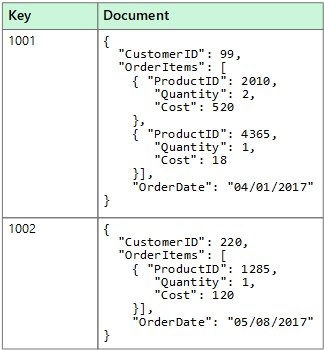 Key Document
1001 {
"CustomerID": 99,
"OrderItems": [
{ "ProductID": 2010,
"Quantity": 2,
"Cost": 520
},
{ "ProductID": 4365,
"Quantity": 1,
"Cost": 18
}],
"OrderDate": "04/01/2017"
}
1002 {
"CustomerID": 220,
"OrderItems": [
{ "ProductID": 1285,
"Quantity": 1,
"Cost": 120
}],
"OrderDate": "05/08/2017"
}